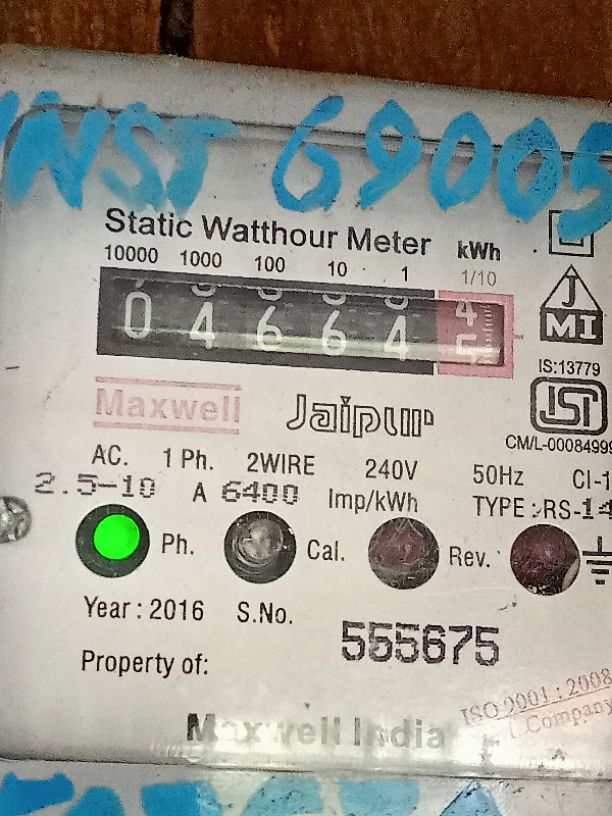 INST 69005
Static Watthour Meter kWh
10000 1000 100 10 1 1/10
0 4 6 6 4
J
MI
IS:13779
ISI
CM/L-0008499
Maxwell Jaipur
AC. 1 Ph. 2WIRE 240V 50Hz Cl-1
2.5-10 A 6400 Imp/kWh TYPE :-RS-14
Ph. Cal. Rev.
Year : 2016 S.No. 555675
Property of:
ISO 9001 : 2008
Company
Maxwell India